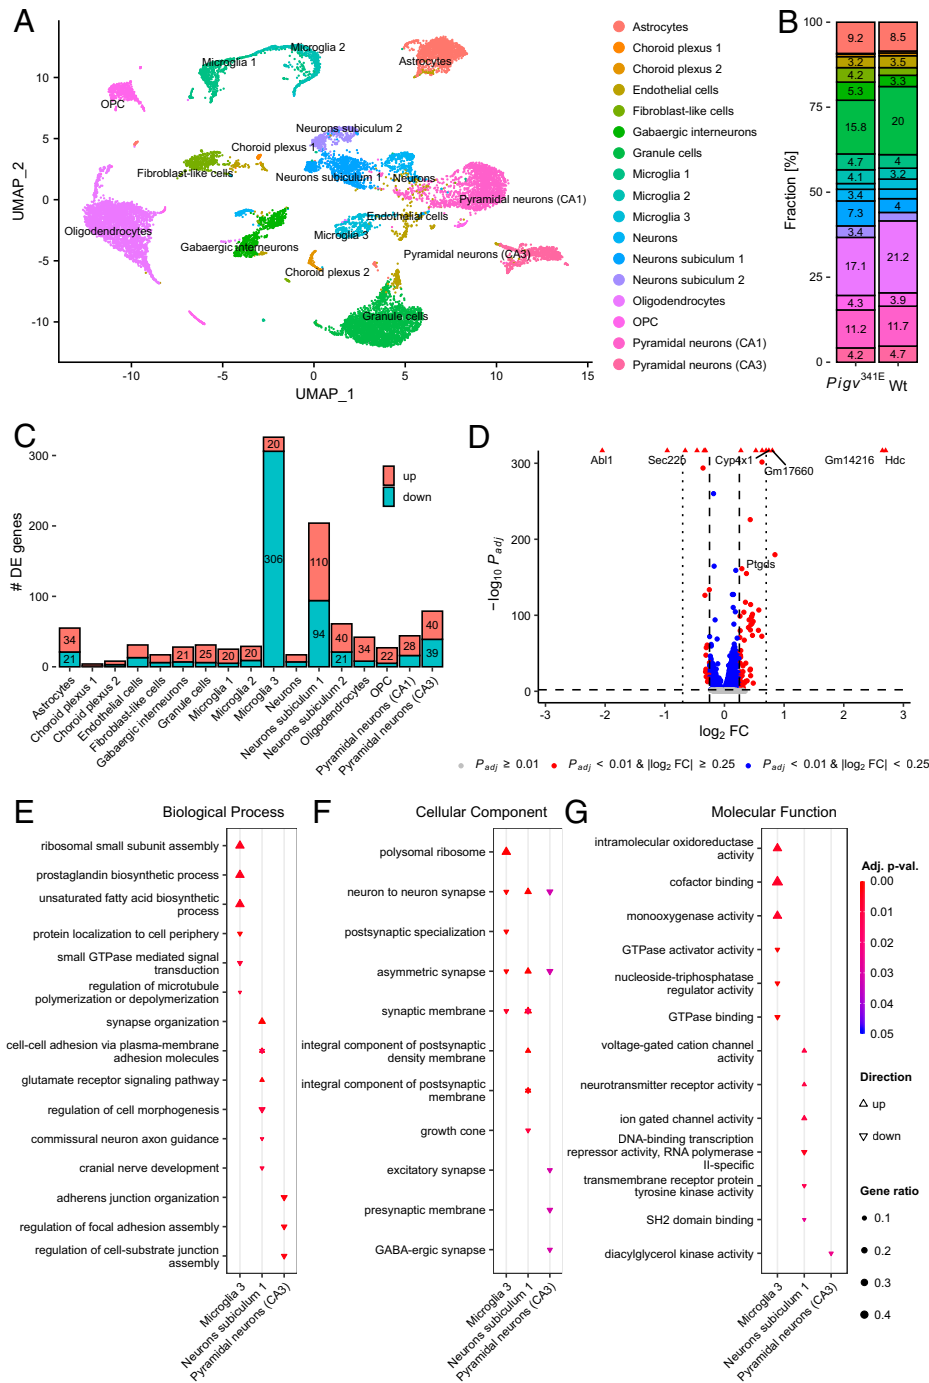 A
UMAP_2
10
5
0
-5
-10
-10
-5
0
5
10
15
UMAP_1
Microglia 2
Microglia 1
Astrocytes
OPC
Neurons subiculum 2
Choroid plexus 1
Fibroblast-like cells
Neurons subiculum 1
Neurons
Pyramidal neurons (CA1)
Endothelial cells
Oligodendrocytes
Microglia 3
Gabaergic interneurons
Pyramidal neurons (CA3)
Choroid plexus 2
Granule cells
Astrocytes
Choroid plexus 1
Choroid plexus 2
Endothelial cells
Fibroblast-like cells
Gabaergic interneurons
Granule cells
Microglia 1
Microglia 2
Microglia 3
Neurons
Neurons subiculum 1
Neurons subiculum 2
Oligodendrocytes
OPC
Pyramidal neurons (CA1)
Pyramidal neurons (CA3)
B
Fraction [%]
100
75
50
25
0
9.2
3.2
4.2
5.3
15.8
4.7
4.1
3.4
7.3
3.4
17.1
4.3
11.2
4.2
8.5
3.5
3.3
20
4
3.2
4
21.2
3.9
11.7
4.7
Pigv341E Wt
C
# DE genes
300
200
100
0
up
down
34
21
21
25
20
20
20
306
110
94
40
21
34
22
28
40
39
Astrocytes
Choroid plexus 1
Choroid plexus 2
Endothelial cells
Fibroblast-like cells
Gabaergic interneurons
Granule cells
Microglia 1
Microglia 2
Microglia 3
Neurons
Neurons subiculum 1
Neurons subiculum 2
Oligodendrocytes
OPC
Pyramidal neurons (CA1)
Pyramidal neurons (CA3)
D
−log10 Padj
300
200
100
0
Abl1
Sec22b
Cyp4x1
Gm17660
Gm14216
Hdc
Ptgds
-3
-2
-1
0
1
2
3
log2 FC
Padj ≥ 0.01
Padj < 0.01 & |log2 FC| ≥ 0.25
Padj < 0.01 & |log2 FC| < 0.25
E
Biological Process
ribosomal small subunit assembly
prostaglandin biosynthetic process
unsaturated fatty acid biosynthetic
process
protein localization to cell periphery
small GTPase mediated signal
transduction
regulation of microtubule
polymerization or depolymerization
synapse organization
cell-cell adhesion via plasma-membrane
adhesion molecules
glutamate receptor signaling pathway
regulation of cell morphogenesis
commissural neuron axon guidance
cranial nerve development
adherens junction organization
regulation of focal adhesion assembly
regulation of cell-substrate junction
assembly
Microglia 3
Neurons subiculum 1
Pyramidal neurons (CA3)
F
Cellular Component
polysomal ribosome
neuron to neuron synapse
postsynaptic specialization
asymmetric synapse
synaptic membrane
integral component of postsynaptic
density membrane
integral component of postsynaptic
membrane
growth cone
excitatory synapse
presynaptic membrane
GABA-ergic synapse
Microglia 3
Neurons subiculum 1
Pyramidal neurons (CA3)
G
Molecular Function
intramolecular oxidoreductase
activity
cofactor binding
monooxygenase activity
GTPase activator activity
nucleoside-triphosphatase
regulator activity
GTPase binding
voltage-gated cation channel
activity
neurotransmitter receptor activity
ion gated channel activity
DNA-binding transcription
repressor activity, RNA polymerase
II-specific
transmembrane receptor protein
tyrosine kinase activity
SH2 domain binding
diacylglycerol kinase activity
Microglia 3
Neurons subiculum 1
Pyramidal neurons (CA3)
Adj. p-val.
0.00
0.01
0.02
0.03
0.04
0.05
Direction
up
down
Gene ratio
0.1
0.2
0.3
0.4